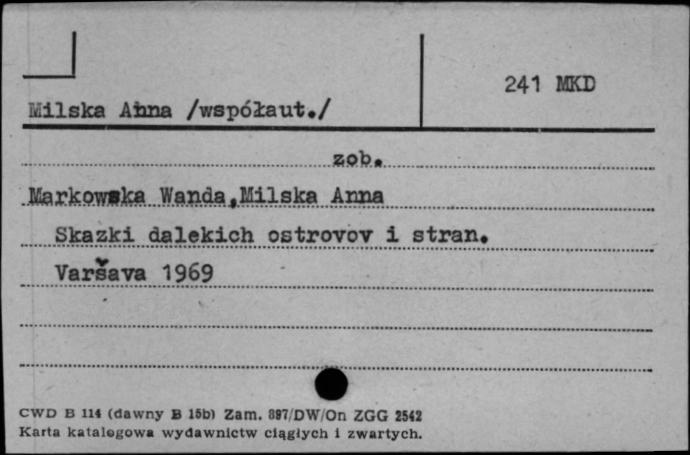 241 MKD
Milska Anna /współaut./
zob.
Markowska Wanda,Milska Anna
Skazki dalekich ostrovov i stran.
Varšava 1969
CWD B 114 (dawny B 15b) Zam. 897/DW/On ZGG 2542
Karta katalogowa wydawnictw ciągłych i zwartych.